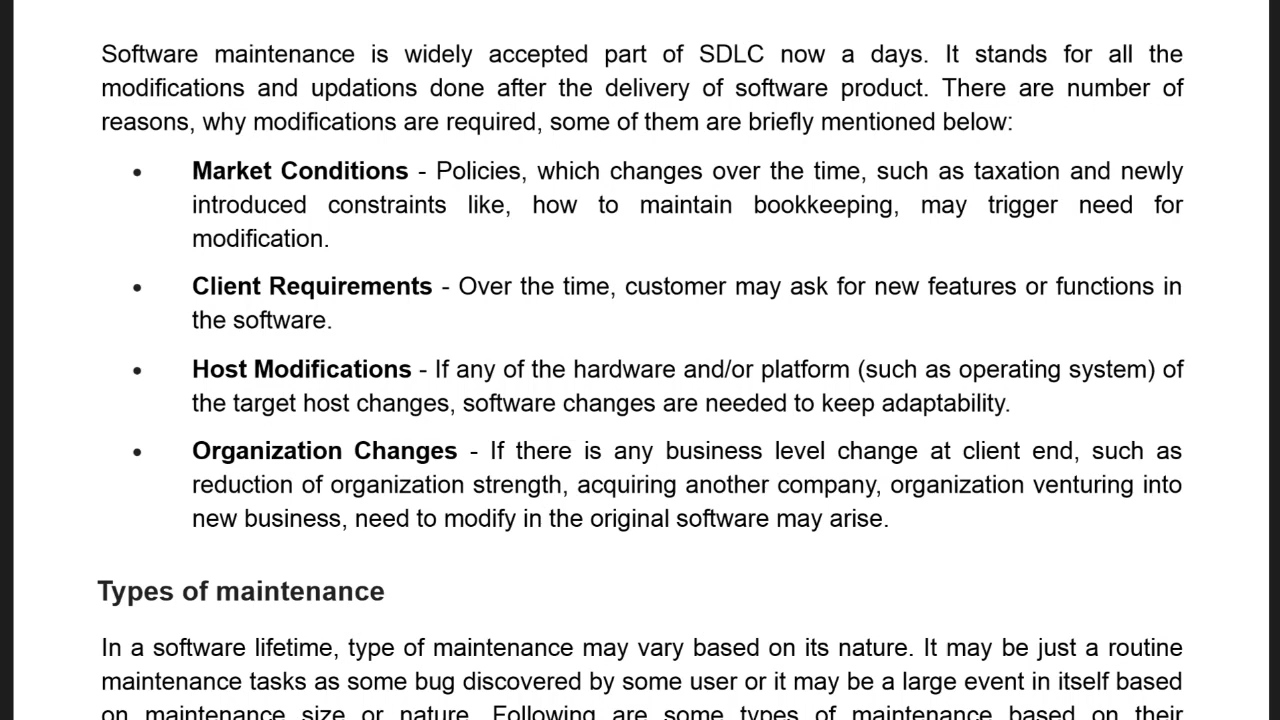 Software maintenance is widely accepted part of SDLC now a days. It stands for all the
modifications and updations done after the delivery of software product. There are number of
reasons, why modifications are required, some of them are briefly mentioned below:
• Market Conditions - Policies, which changes over the time, such as taxation and newly
introduced constraints like, how to maintain bookkeeping, may trigger need for
modification.
• Client Requirements - Over the time, customer may ask for new features or functions in
the software.
• Host Modifications - If any of the hardware and/or platform (such as operating system) of
the target host changes, software changes are needed to keep adaptability.
• Organization Changes - If there is any business level change at client end, such as
reduction of organization strength, acquiring another company, organization venturing into
new business, need to modify in the original software may arise.
Types of maintenance
In a software lifetime, type of maintenance may vary based on its nature. It may be just a routine
maintenance tasks as some bug discovered by some user or it may be a large event in itself based
on maintenance size or nature. Following are some types of maintenance based on their